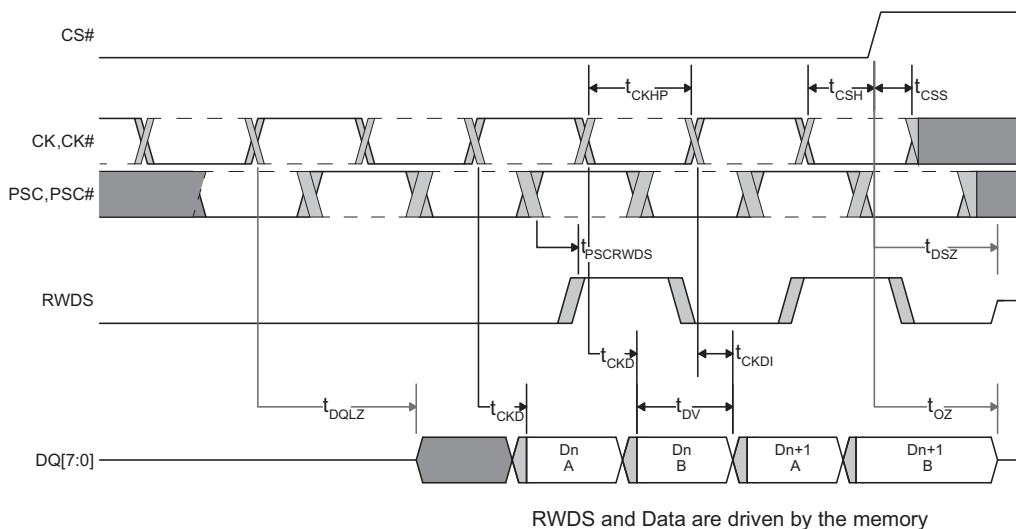 CS#
tCKHP
tCSH
tCSS
CK,CK#
PSC,PSC#
tPSCRWDS
tDSZ
RWDS
tCKD
tCKDI
tDQLZ
tCKD
tDV
tOZ
DQ[7:0]
Dn
A
Dn
B
Dn+1
A
Dn+1
B
RWDS and Data are driven by the memory